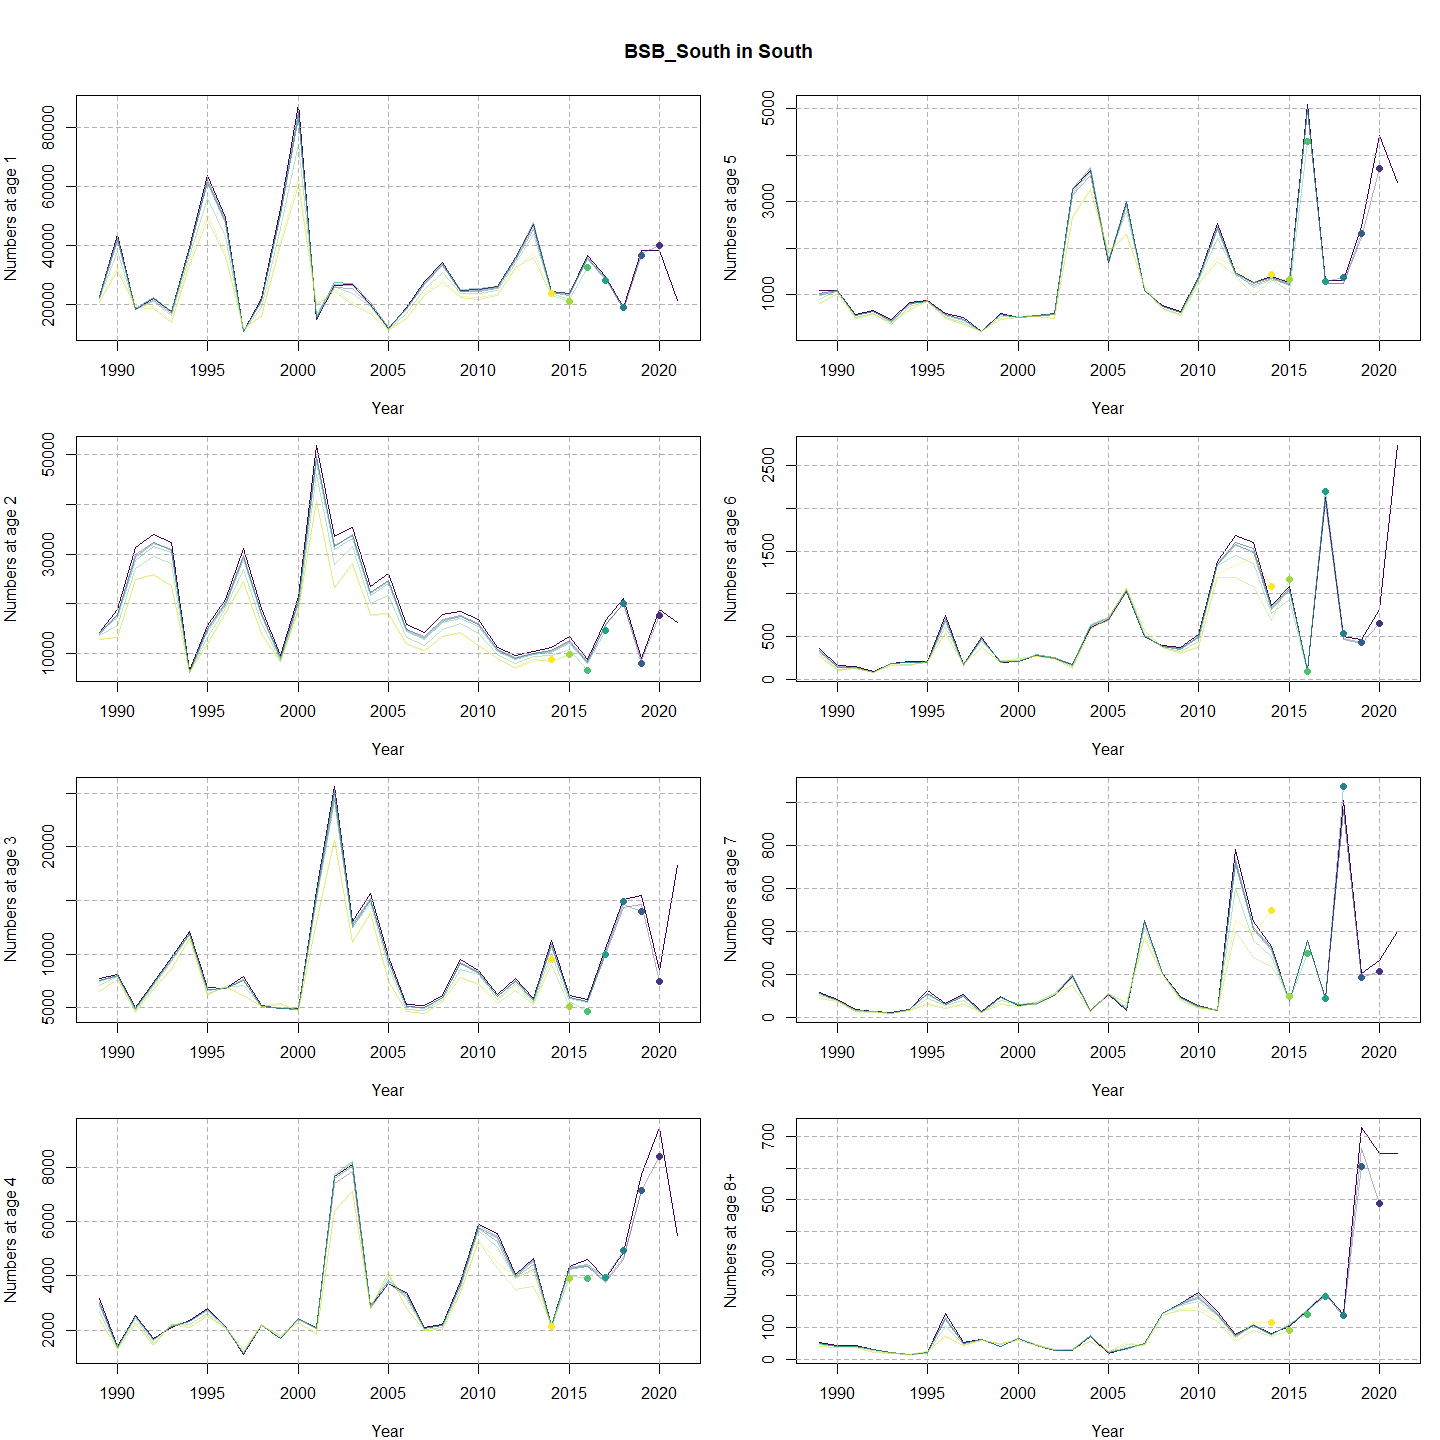 BSB_South in South
Numbers at age 1
20000 40000 60000 80000
1990 1995 2000 2005 2010 2015 2020
Year
Numbers at age 5
1000 3000 5000
1990 1995 2000 2005 2010 2015 2020
Year
Numbers at age 2
10000 30000 50000
1990 1995 2000 2005 2010 2015 2020
Year
Numbers at age 6
0 500 1500 2500
1990 1995 2000 2005 2010 2015 2020
Year
Numbers at age 3
5000 10000 20000
1990 1995 2000 2005 2010 2015 2020
Year
Numbers at age 7
0 200 400 600 800
1990 1995 2000 2005 2010 2015 2020
Year
Numbers at age 4
2000 4000 6000 8000
1990 1995 2000 2005 2010 2015 2020
Year
Numbers at age 8+
0 100 300 500 700
1990 1995 2000 2005 2010 2015 2020
Year